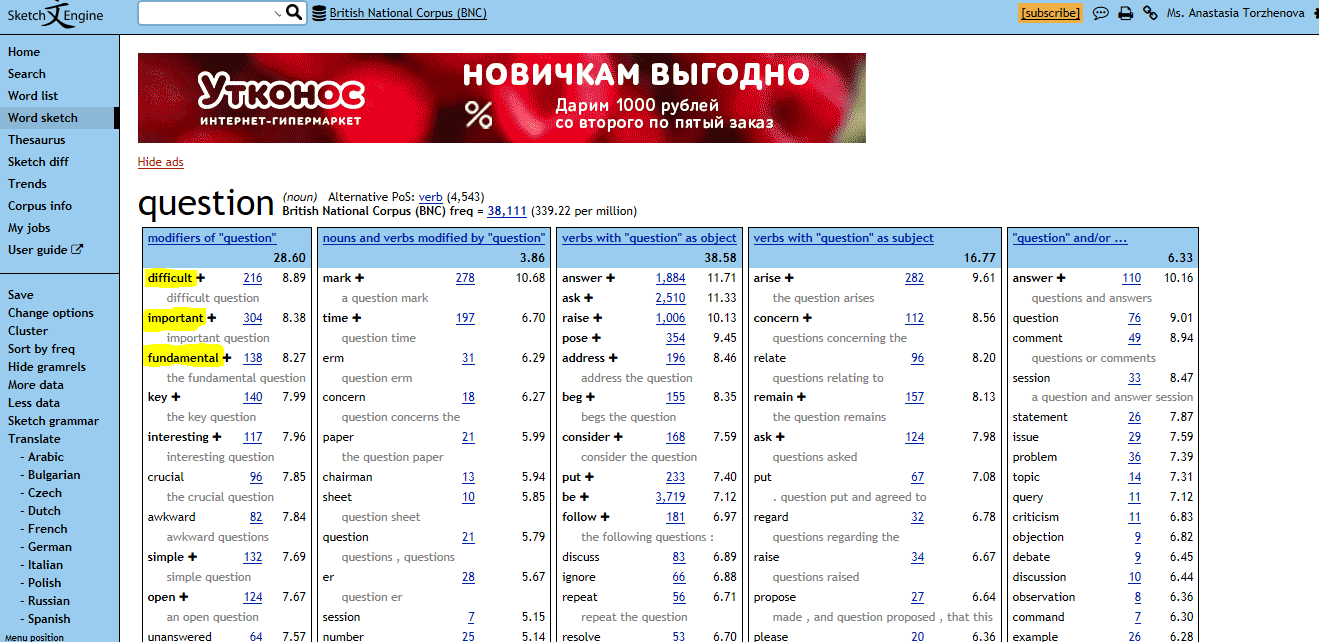 Sketch Engine
British National Corpus (BNC)
[subscribe] Ms. Anastasia Torzhenova
Home
Search
Word list
Word sketch
Thesaurus
Sketch diff
Trends
Corpus info
My jobs
User guide
Save
Change options
Cluster
Sort by freq
Hide gramrels
More data
Less data
Sketch grammar
Translate
- Arabic
- Bulgarian
- Czech
- Dutch
- French
- German
- Italian
- Polish
- Russian
- Spanish
Menu position
Утконос
ИНТЕРНЕТ-ГИПЕРМАРКЕТ
%
НОВИЧКАМ ВЫГОДНО
Дарим 1000 рублей
со второго по пятый заказ
Hide ads
question (noun) Alternative PoS: verb (4,543)
British National Corpus (BNC) freq = 38,111 (339.22 per million)
modifiers of "question"
28.60
difficult + 216 8.89
difficult question
important + 304 8.38
important question
fundamental + 138 8.27
the fundamental question
key + 140 7.99
the key question
interesting + 117 7.96
interesting question
crucial 96 7.85
the crucial question
awkward 82 7.84
awkward questions
simple + 132 7.69
simple question
open + 124 7.67
an open question
unanswered 64 7.57
nouns and verbs modified by "question"
3.86
mark + 278 10.68
a question mark
time + 197 6.70
question time
erm 31 6.29
question erm
concern 18 6.27
question concerns the
paper 21 5.99
the question paper
chairman 13 5.94
sheet 10 5.85
question sheet
question 21 5.79
questions , questions
er 28 5.67
question er
session 7 5.15
number 25 5.14
verbs with "question" as object
38.58
answer + 1,884 11.71
ask + 2,510 11.33
raise + 1,006 10.13
pose + 354 9.45
address + 196 8.46
address the question
beg + 155 8.35
begs the question
consider + 168 7.59
consider the question
put + 233 7.40
be + 3,719 7.12
follow + 181 6.97
the following questions :
discuss 83 6.89
ignore 66 6.88
repeat 56 6.71
repeat the question
resolve 53 6.70
verbs with "question" as subject
16.77
arise + 282 9.61
the question arises
concern + 112 8.56
questions concerning the
relate 96 8.20
questions relating to
remain + 157 8.13
the question remains
ask + 124 7.98
questions asked
put 67 7.08
. question put and agreed to
regard 32 6.78
questions regarding the
raise 34 6.67
questions raised
propose 27 6.64
made , and question proposed , that this
please 20 6.36
"question" and/or ...
6.33
answer + 110 10.16
questions and answers
question 76 9.01
comment 49 8.94
questions or comments
session 33 8.47
a question and answer session
statement 26 7.87
issue 29 7.59
problem 36 7.39
topic 14 7.31
query 11 7.12
criticism 11 6.83
objection 9 6.82
debate 9 6.45
discussion 10 6.44
observation 8 6.36
command 7 6.30
example 26 6.28